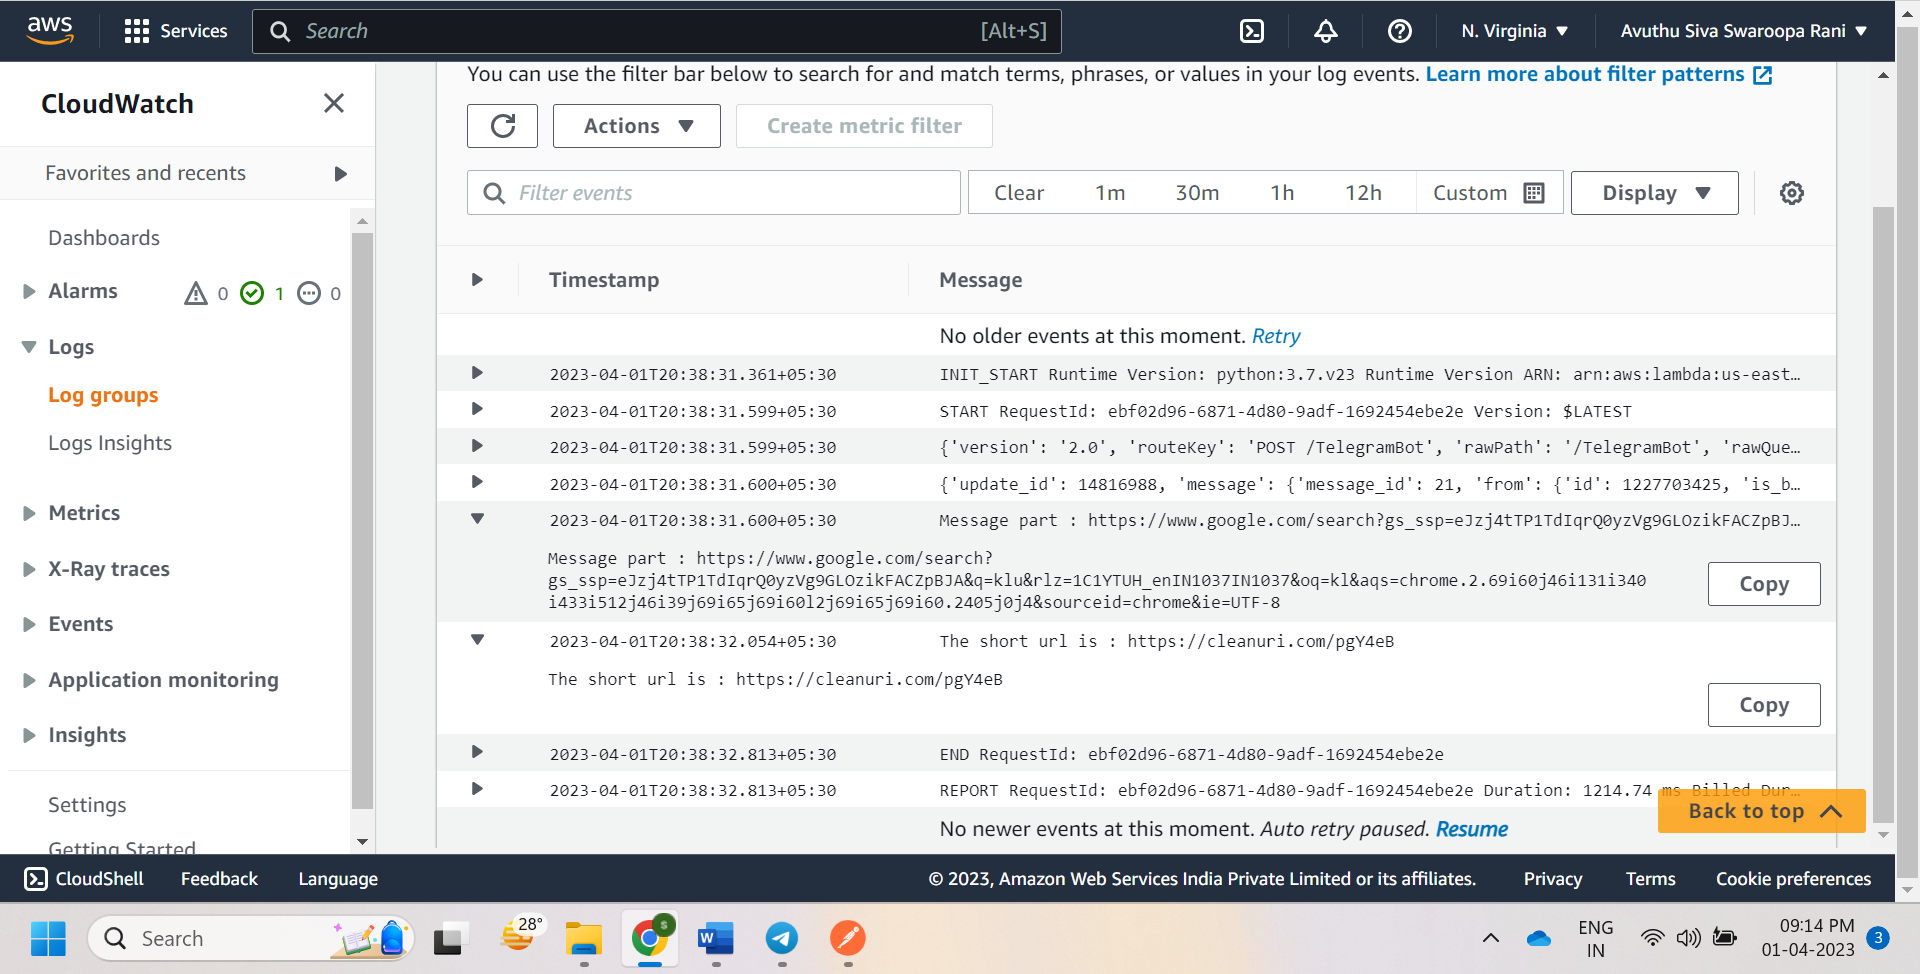 aws
Services
Search
[Alt+S]
N. Virginia
Avuthu Siva Swaroopa Rani
CloudWatch
Favorites and recents
Dashboards
Alarms 0 1 0
Logs
Log groups
Logs Insights
Metrics
X-Ray traces
Events
Application monitoring
Insights
Settings
Getting Started
You can use the filter bar below to search for and match terms, phrases, or values in your log events. Learn more about filter patterns
Actions
Create metric filter
Filter events
Clear 1m 30m 1h 12h Custom
Display
Timestamp Message
No older events at this moment. Retry
2023-04-01T20:38:31.361+05:30 INIT_START Runtime Version: python:3.7.v23 Runtime Version ARN: arn:aws:lambda:us-east…
2023-04-01T20:38:31.599+05:30 START RequestId: ebf02d96-6871-4d80-9adf-1692454ebe2e Version: $LATEST
2023-04-01T20:38:31.599+05:30 {'version': '2.0', 'routeKey': 'POST /TelegramBot', 'rawPath': '/TelegramBot', 'rawQue…
2023-04-01T20:38:31.600+05:30 {'update_id': 14816988, 'message': {'message_id': 21, 'from': {'id': 1227703425, 'is_b…
2023-04-01T20:38:31.600+05:30 Message part : https://www.google.com/search?gs_ssp=eJzj4tTP1TdIqrQ0yzVg9GLOzikFACZpBJ…
Message part : https://www.google.com/search?
gs_ssp=eJzj4tTP1TdIqrQ0yzVg9GLOzikFACZpBJA&q=klu&rlz=1C1YTUH_enIN1037IN1037&oq=kl&aqs=chrome.2.69i60j46i131i340
i433i512j46i39j69i65j69i60l2j69i65j69i60.2405j0j4&sourceid=chrome&ie=UTF-8
Copy
2023-04-01T20:38:32.054+05:30 The short url is : https://cleanuri.com/pgY4eB
The short url is : https://cleanuri.com/pgY4eB
Copy
2023-04-01T20:38:32.813+05:30 END RequestId: ebf02d96-6871-4d80-9adf-1692454ebe2e
2023-04-01T20:38:32.813+05:30 REPORT RequestId: ebf02d96-6871-4d80-9adf-1692454ebe2e Duration: 1214.74 ms Billed Dur…
Back to top
No newer events at this moment. Auto retry paused. Resume
CloudShell Feedback Language
© 2023, Amazon Web Services India Private Limited or its affiliates. Privacy Terms Cookie preferences
Search
28°
W
ENG
IN
09:14 PM
01-04-2023
3